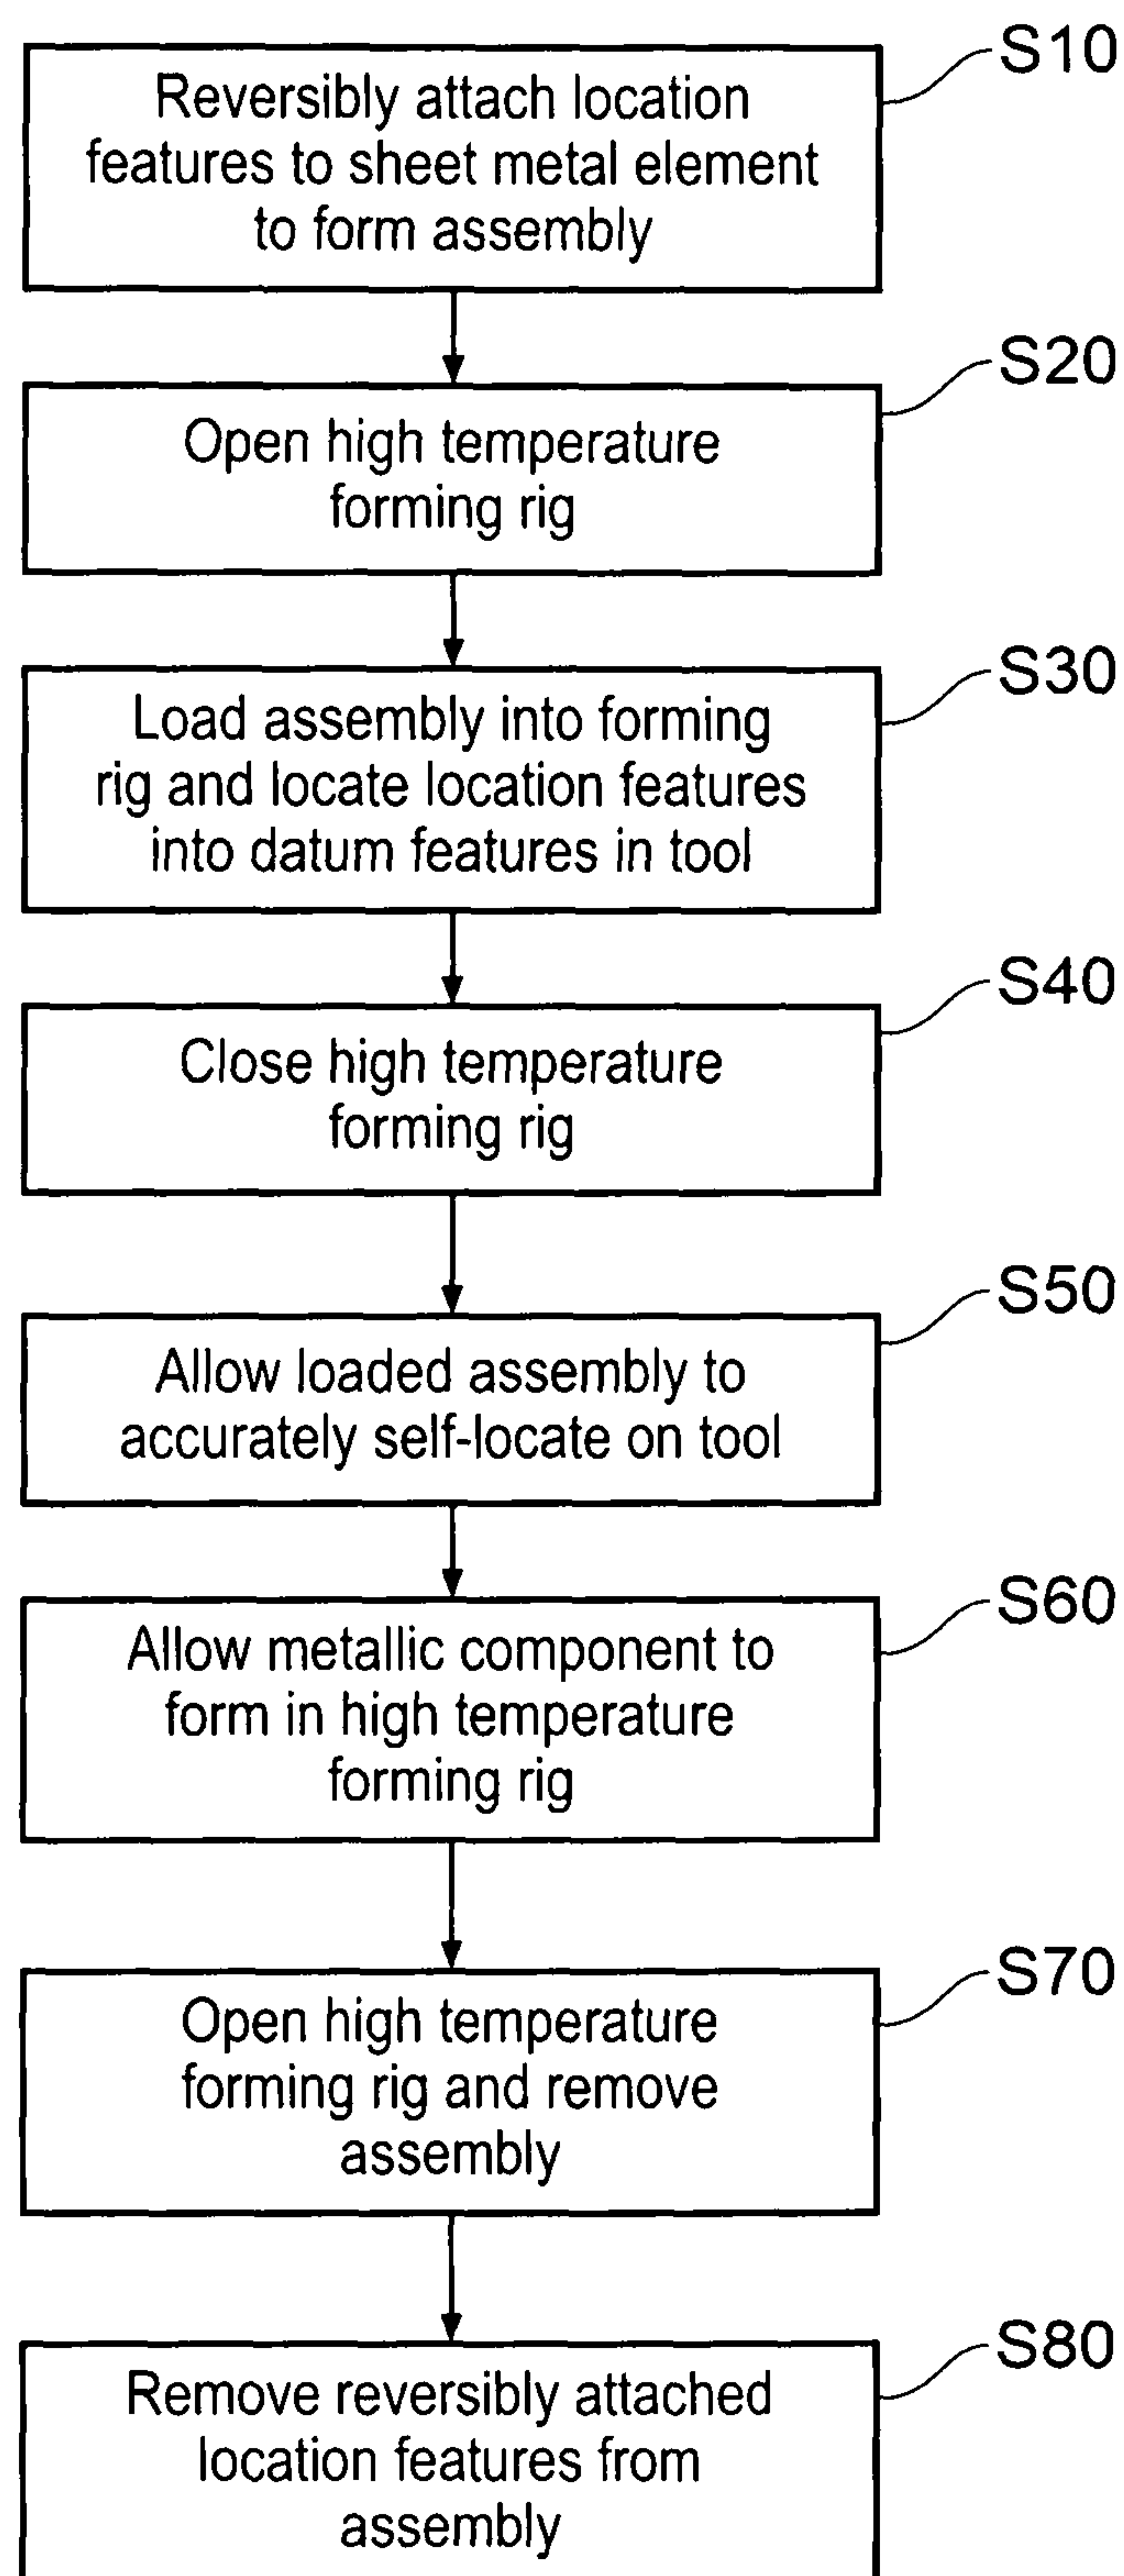 S10
Reversibly attach location
features to sheet metal element
to form assembly
S20
Open high temperature
forming rig
S30
Load assembly into forming
rig and locate location features
into datum features in tool
S40
Close high temperature
forming rig
S50
Allow loaded assembly to
accurately self-locate on tool
S60
Allow metallic component to
form in high temperature
forming rig
S70
Open high temperature
forming rig and remove
assembly
S80
Remove reversibly attached
location features from
assembly